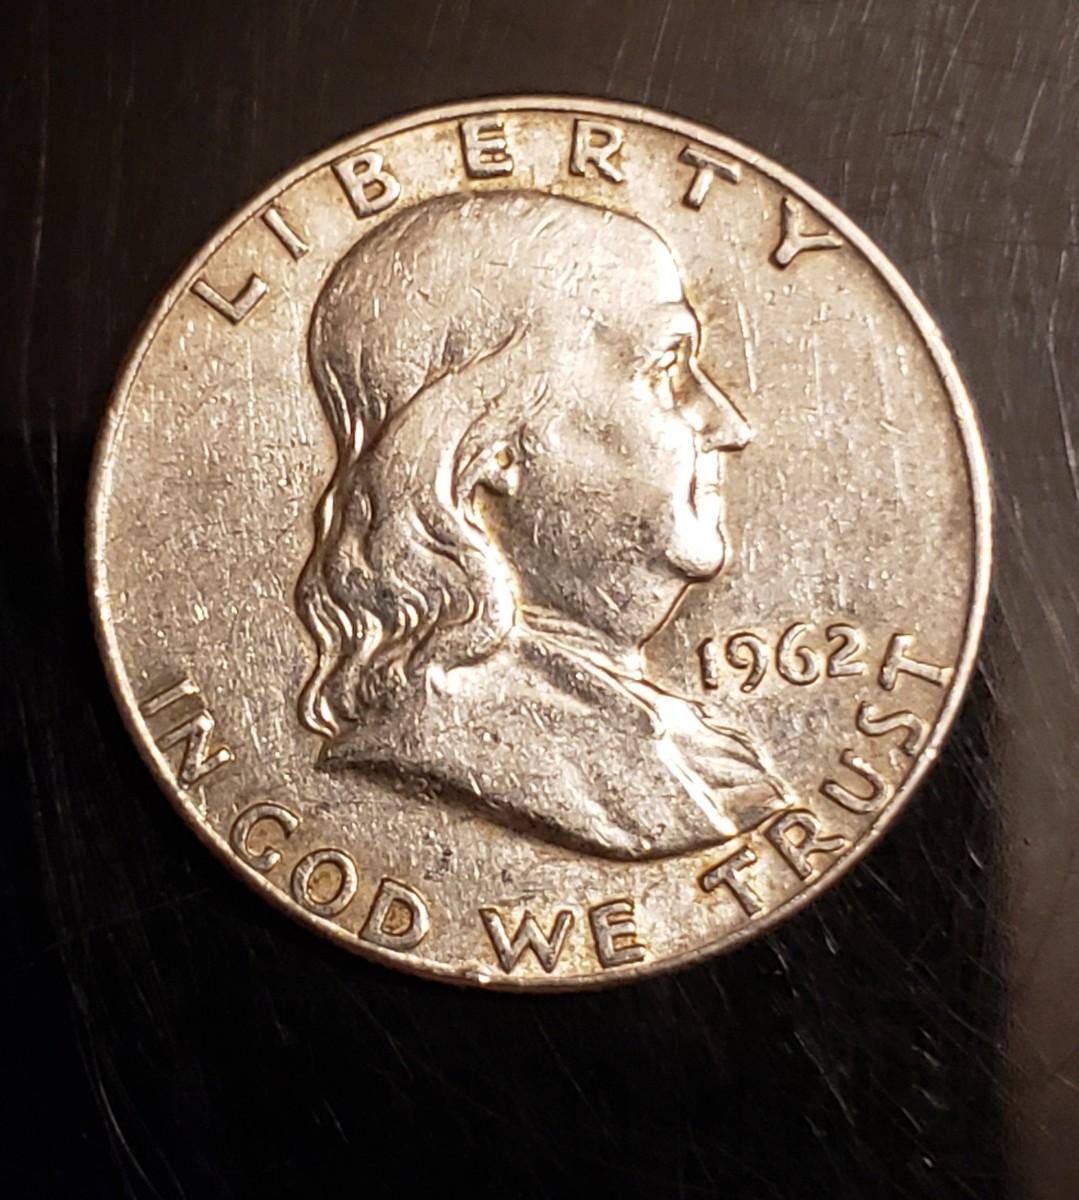 LIBERTY
1962
IN GOD WE TRUST